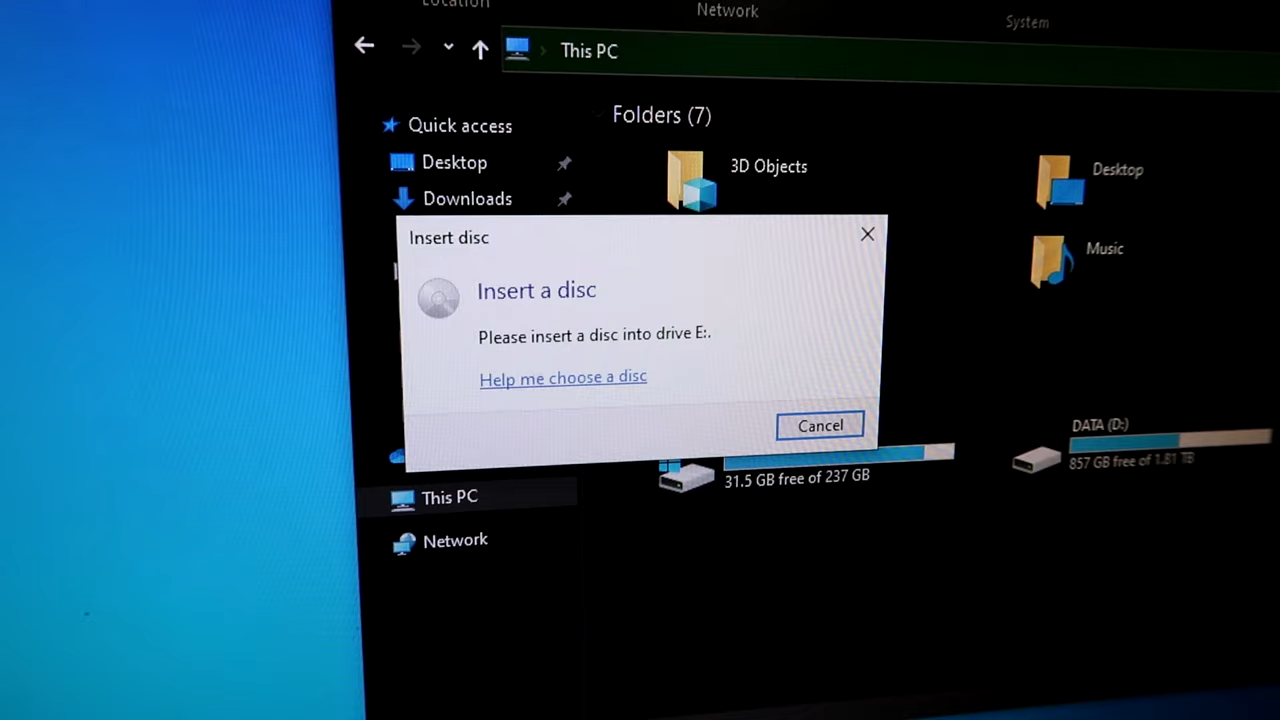 Location
Network
System
This PC
Quick access
Folders (7)
Desktop
3D Objects
Desktop
Downloads
Music
Insert disc
Insert a disc
Please insert a disc into drive E:.
Help me choose a disc
Cancel
DATA (D:)
31.5 GB free of 237 GB
857 GB free of 1.81 TB
This PC
Network